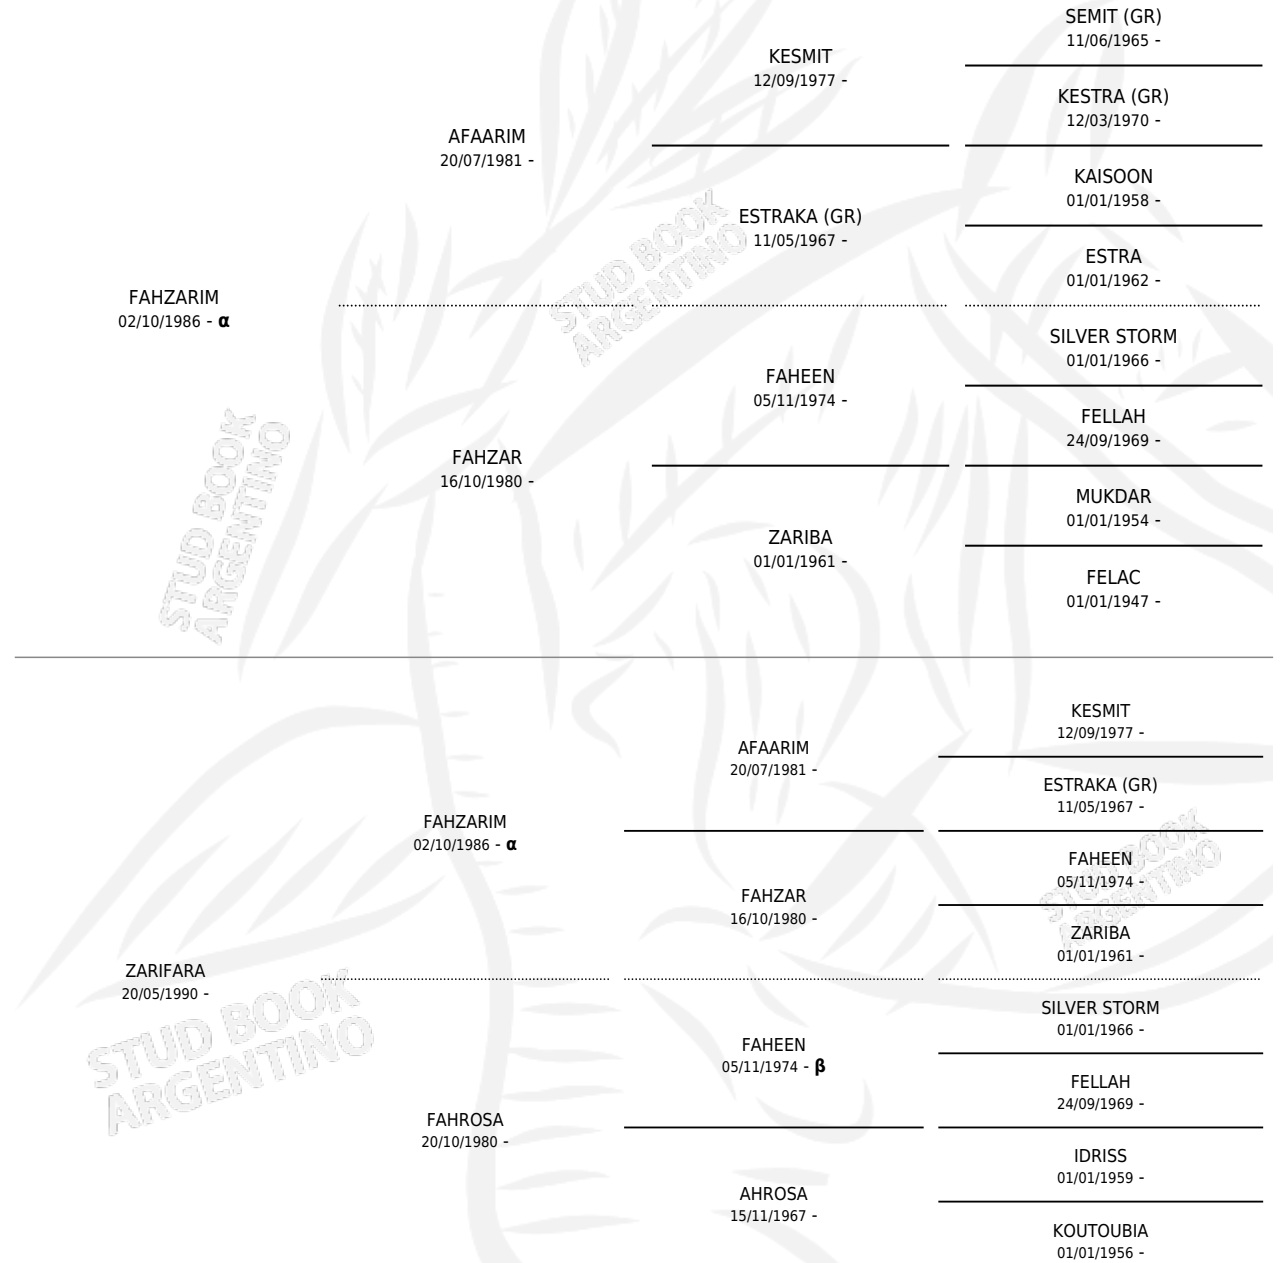 SEMIT (GR)
11/06/1965 -
KESMIT
12/09/1977 -
KESTRA (GR)
12/03/1970 -
AFAARIM
20/07/1981 -
KAISOON
01/01/1958 -
ESTRAKA (GR)
11/05/1967 -
ESTRA
01/01/1962 -
FAHZARIM
02/10/1986 - α
SILVER STORM
01/01/1966 -
FAHEEN
05/11/1974 -
FELLAH
24/09/1969 -
FAHZAR
16/10/1980 -
MUKDAR
01/01/1954 -
ZARIBA
01/01/1961 -
FELAC
01/01/1947 -
STUD BOOK
ARGENTINO
STUD BOOK
ARGENTINO
KESMIT
12/09/1977 -
AFAARIM
20/07/1981 -
ESTRAKA (GR)
11/05/1967 -
FAHZARIM
02/10/1986 - α
FAHEEN
05/11/1974 -
FAHZAR
16/10/1980 -
ZARIBA
01/01/1961 -
ZARIFARA
20/05/1990 -
SILVER STORM
01/01/1966 -
FAHEEN
05/11/1974 - β
FELLAH
24/09/1969 -
FAHROSA
20/10/1980 -
IDRISS
01/01/1959 -
AHROSA
15/11/1967 -
KOUTOUBIA
01/01/1956 -
STUD BOOK
ARGENTINO
STUD BOOK
ARGENTINO